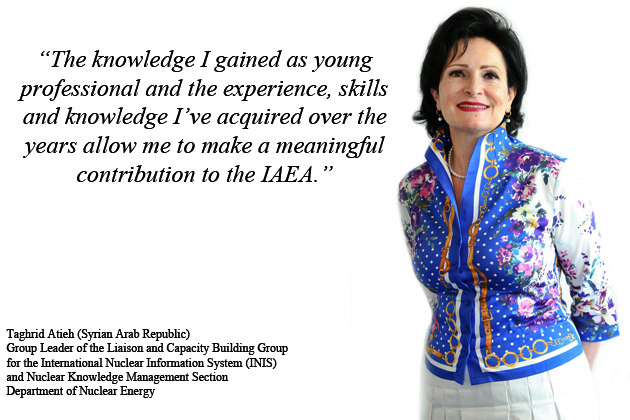 “The knowledge I gained as young
professional and the experience, skills
and knowledge I’ve acquired over the
years allow me to make a meaningful
contribution to the IAEA.”
Taghrid Atieh (Syrian Arab Republic)
Group Leader of the Liaison and Capacity Building Group
for the International Nuclear Information System (INIS)
and Nuclear Knowledge Management Section
Department of Nuclear Energy